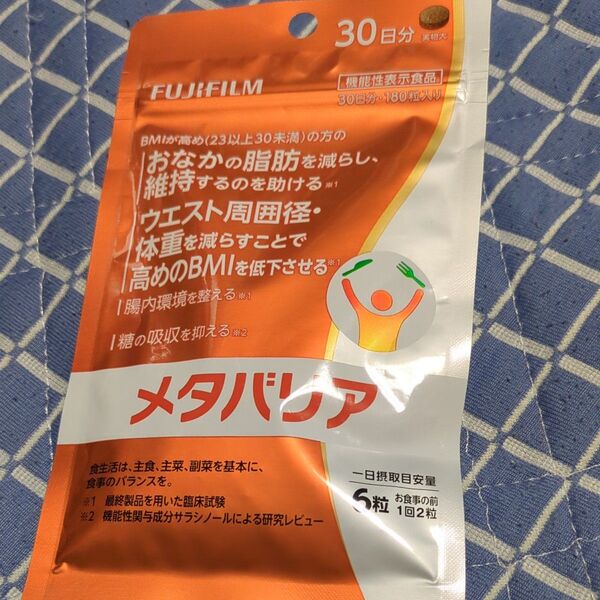 30日分
実物大
FUJIFILM
機能性表示食品
30日分・180粒入り
BMIが高め(23以上30未満)の方の
おなかの脂肪を減らし、
維持するのを助ける※1
ウエスト周囲径・
体重を減らすことで
高めのBMIを低下させる※1
腸内環境を整える※1
糖の吸収を抑える※2
メタバリア
食生活は、主食、主菜、副菜を基本に、
食事のバランスを。
※1 最終製品を用いた臨床試験
※2 機能性関与成分サラシノールによる研究レビュー
一日摂取目安量
6粒 お食事の前
1回2粒